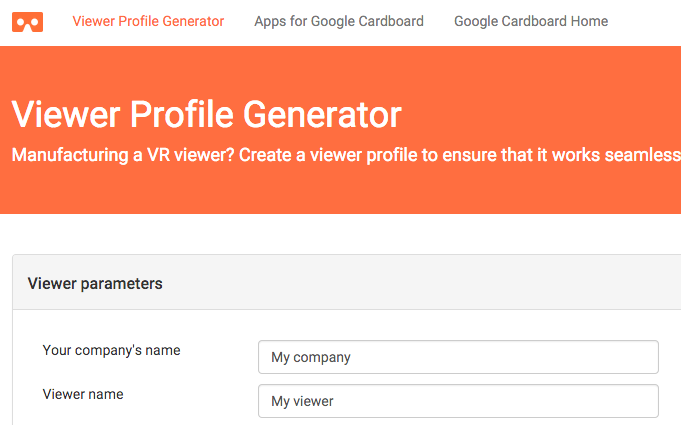 Viewer Profile Generator Apps for Google Cardboard Google Cardboard Home
Viewer Profile Generator
Manufacturing a VR viewer? Create a viewer profile to ensure that it works seamless
Viewer parameters
Your company's name My company
Viewer name My viewer